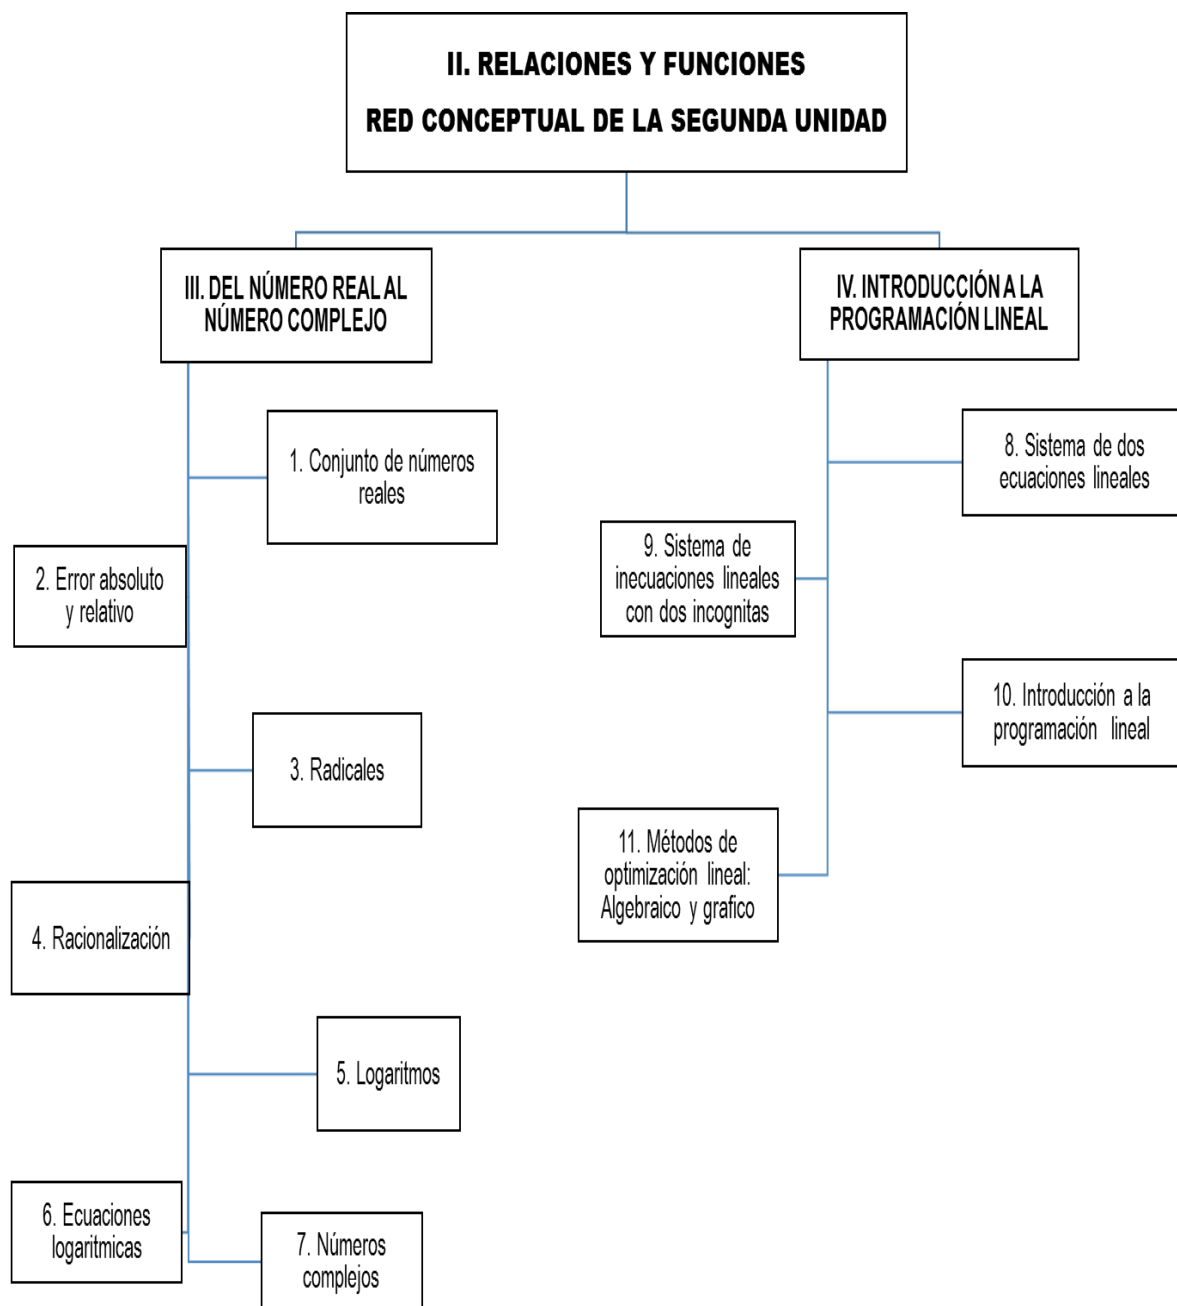 II. RELACIONES Y FUNCIONES
RED CONCEPTUAL DE LA SEGUNDA UNIDAD
III. DEL NÚMERO REAL AL
NÚMERO COMPLEJO
1. Conjunto de números
reales
2. Error absoluto
y relativo
3. Radicales
4. Racionalización
5. Logaritmos
6. Ecuaciones
logaritmicas
7. Números
complejos
IV. INTRODUCCIÓN A LA
PROGRAMACIÓN LINEAL
8. Sistema de dos
ecuaciones lineales
9. Sistema de
inecuaciones lineales
con dos incognitas
10. Introducción a la
programación lineal
11. Métodos de
optimización lineal:
Algebraico y grafico